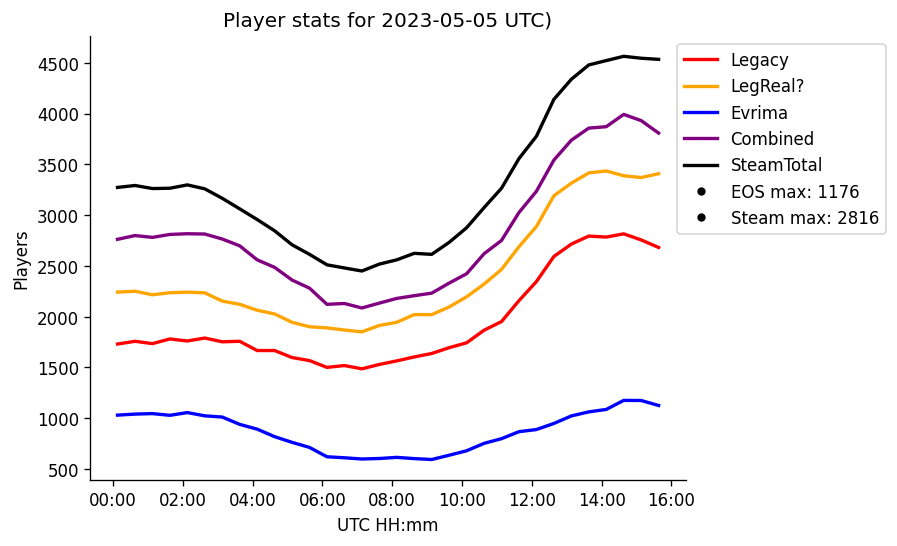 Player stats for 2023-05-05 UTC)
4500
4000
3500
3000
2500
2000
1500
1000
500
Players
00:00 02:00 04:00 06:00 08:00 10:00 12:00 14:00 16:00
UTC HH:mm
Legacy
LegReal?
Evrima
Combined
SteamTotal
EOS max: 1176
Steam max: 2816